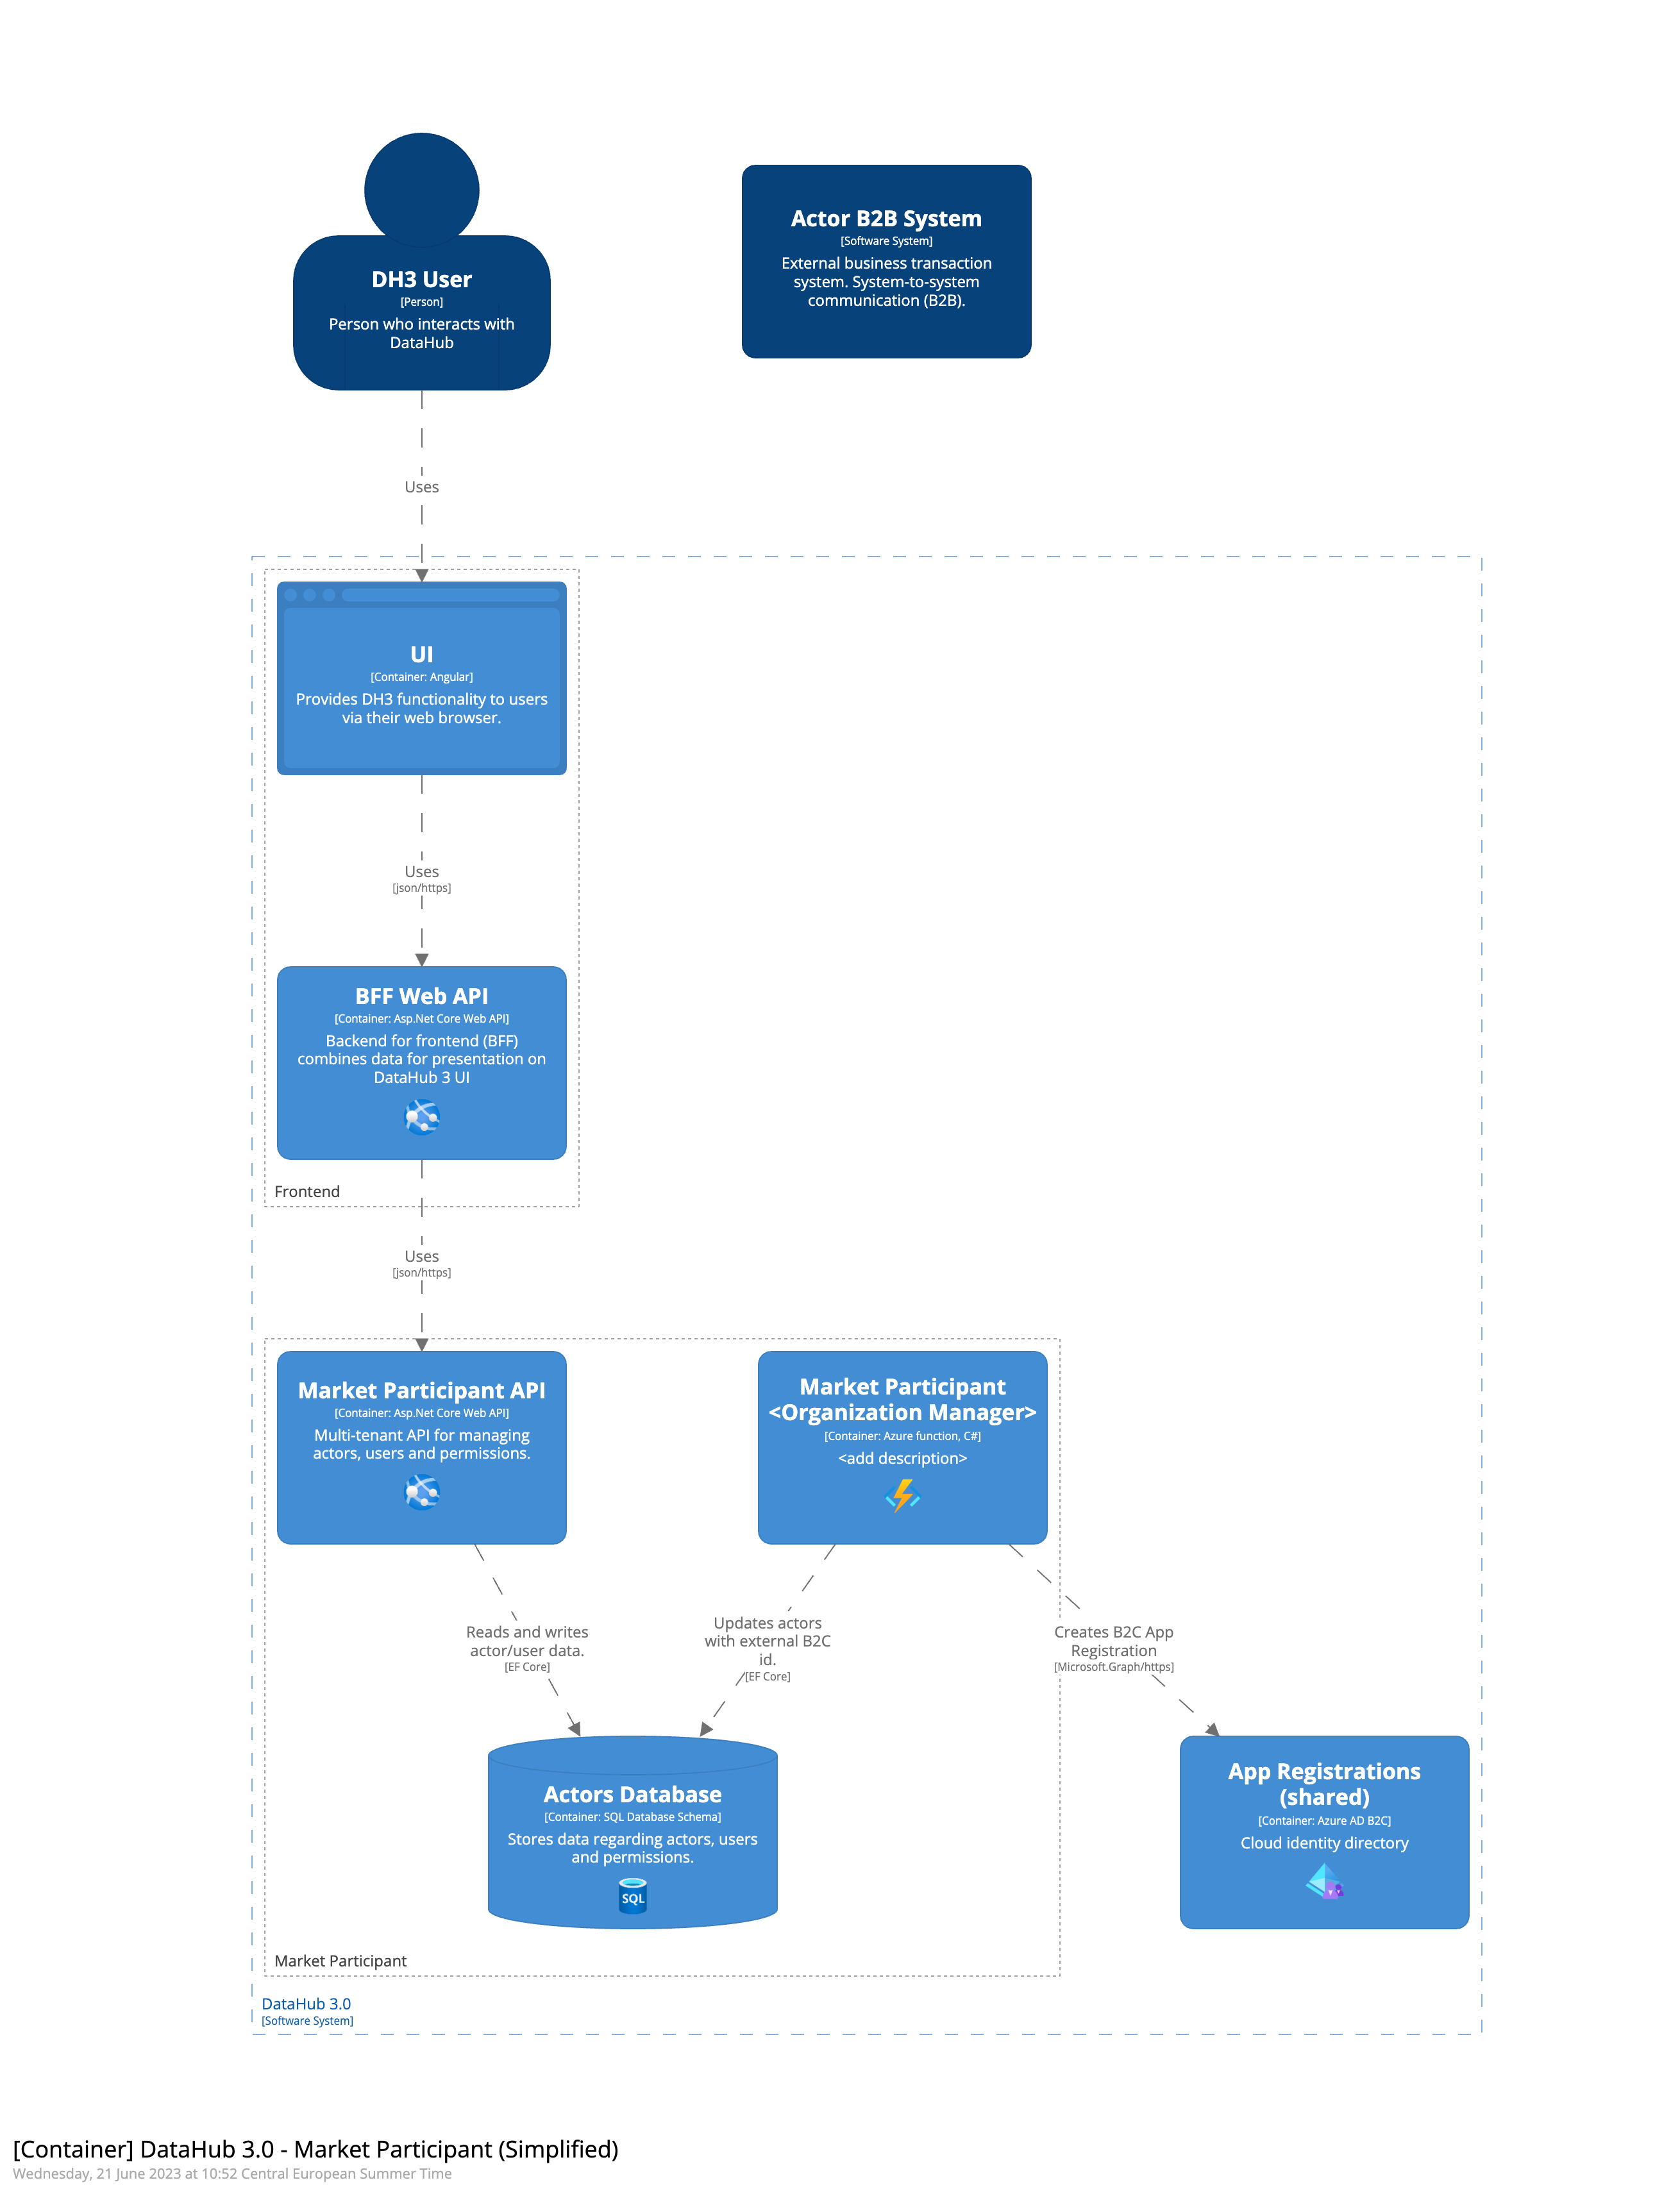 DH3 User
[Person]
Person who interacts with
DataHub
Actor B2B System
[Software System]
External business transaction
system. System-to-system
communication (B2B).
Uses
UI
[Container: Angular]
Provides DH3 functionality to users
via their web browser.
Uses
[json/https]
BFF Web API
[Container: Asp.Net Core Web API]
Backend for frontend (BFF)
combines data for presentation on
DataHub 3 UI
Frontend
Uses
[json/https]
Market Participant API
[Container: Asp.Net Core Web API]
Multi-tenant API for managing
actors, users and permissions.
Market Participant
<Organization Manager>
[Container: Azure function, C#]
<add description>
Reads and writes
actor/user data.
[EF Core]
Updates actors
with external B2C
id.
[EF Core]
Creates B2C App
Registration
[Microsoft.Graph/https]
Actors Database
[Container: SQL Database Schema]
Stores data regarding actors, users
and permissions.
SQL
App Registrations
(shared)
[Container: Azure AD B2C]
Cloud identity directory
Market Participant
DataHub 3.0
[Software System]
[Container] DataHub 3.0 - Market Participant (Simplified)
Wednesday, 21 June 2023 at 10:52 Central European Summer Time